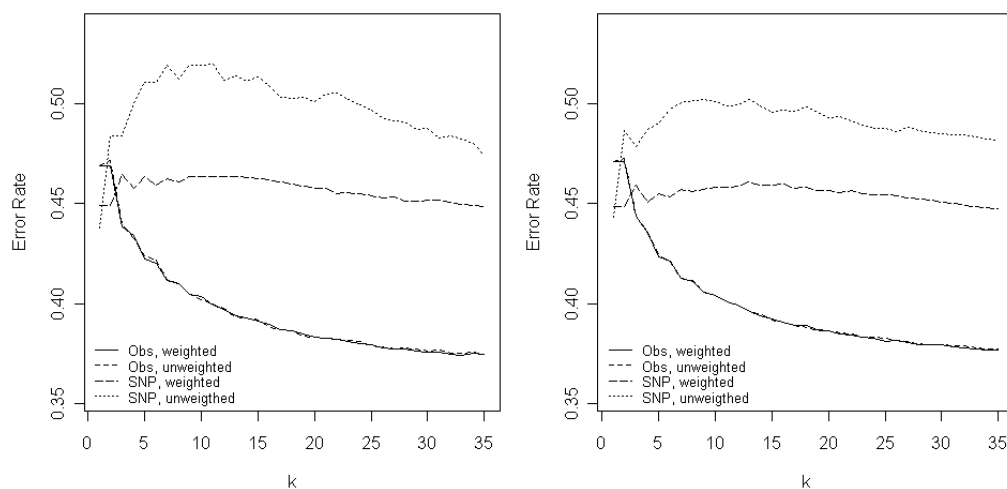 Error Rate
0.50
0.45
0.40
0.35
Obs, weighted
Obs, unweighted
SNP, weighted
SNP, unweigthed
0 5 10 15 20 25 30 35
k
Error Rate
0.50
0.45
0.40
0.35
Obs, weighted
Obs, unweighted
SNP, weighted
SNP, unweigthed
0 5 10 15 20 25 30 35
k